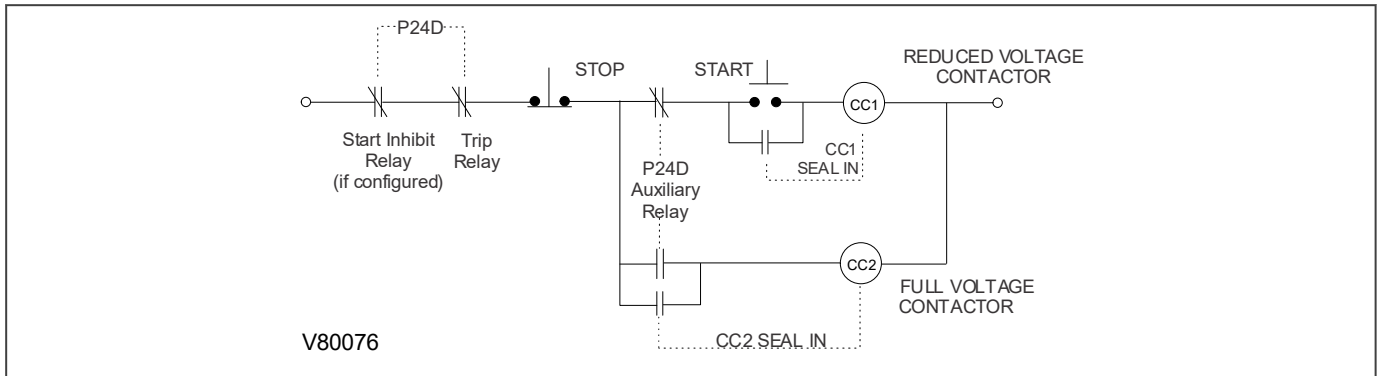 P24D
STOP
START
REDUCED VOLTAGE
CONTACTOR
CC1
Start Inhibit
Relay
(if configured)
Trip
Relay
CC1
SEAL IN
P24D
Auxiliary
Relay
CC2
FULL VOLTAGE
CONTACTOR
CC2 SEAL IN
V80076